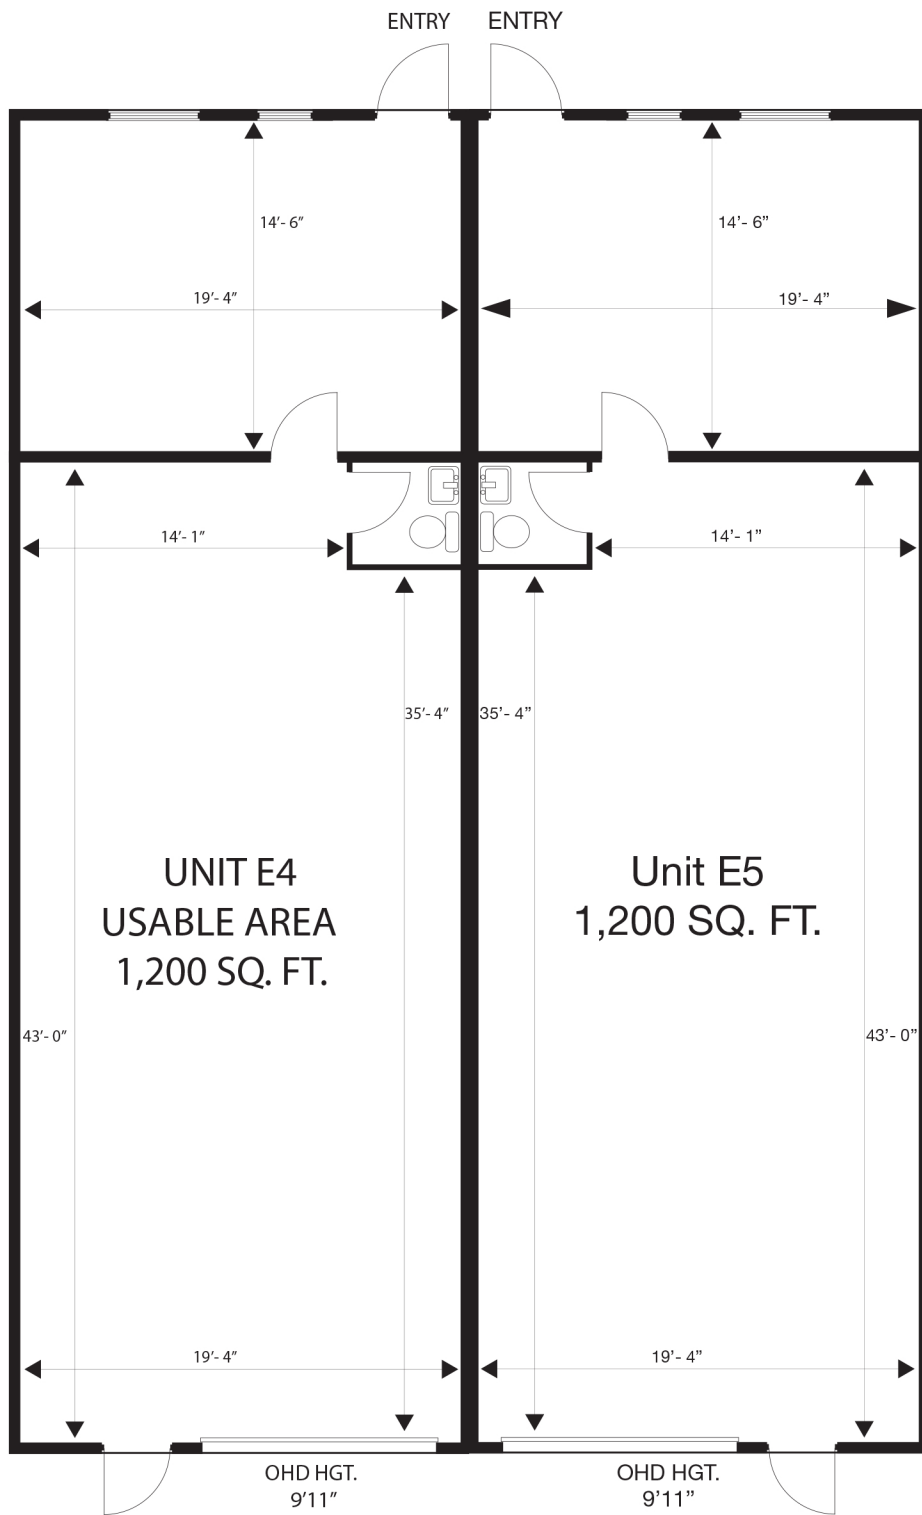 ENTRY ENTRY
14'- 6" 14'- 6"
19'- 4" 19'- 4"
14'- 1" 14'- 1"
35'- 4" 35'- 4"
UNIT E4
USABLE AREA
1,200 SQ. FT.
Unit E5
1,200 SQ. FT.
43'- 0" 43'- 0"
19'- 4" 19'- 4"
OHD HGT.
9'11"
OHD HGT.
9'11"